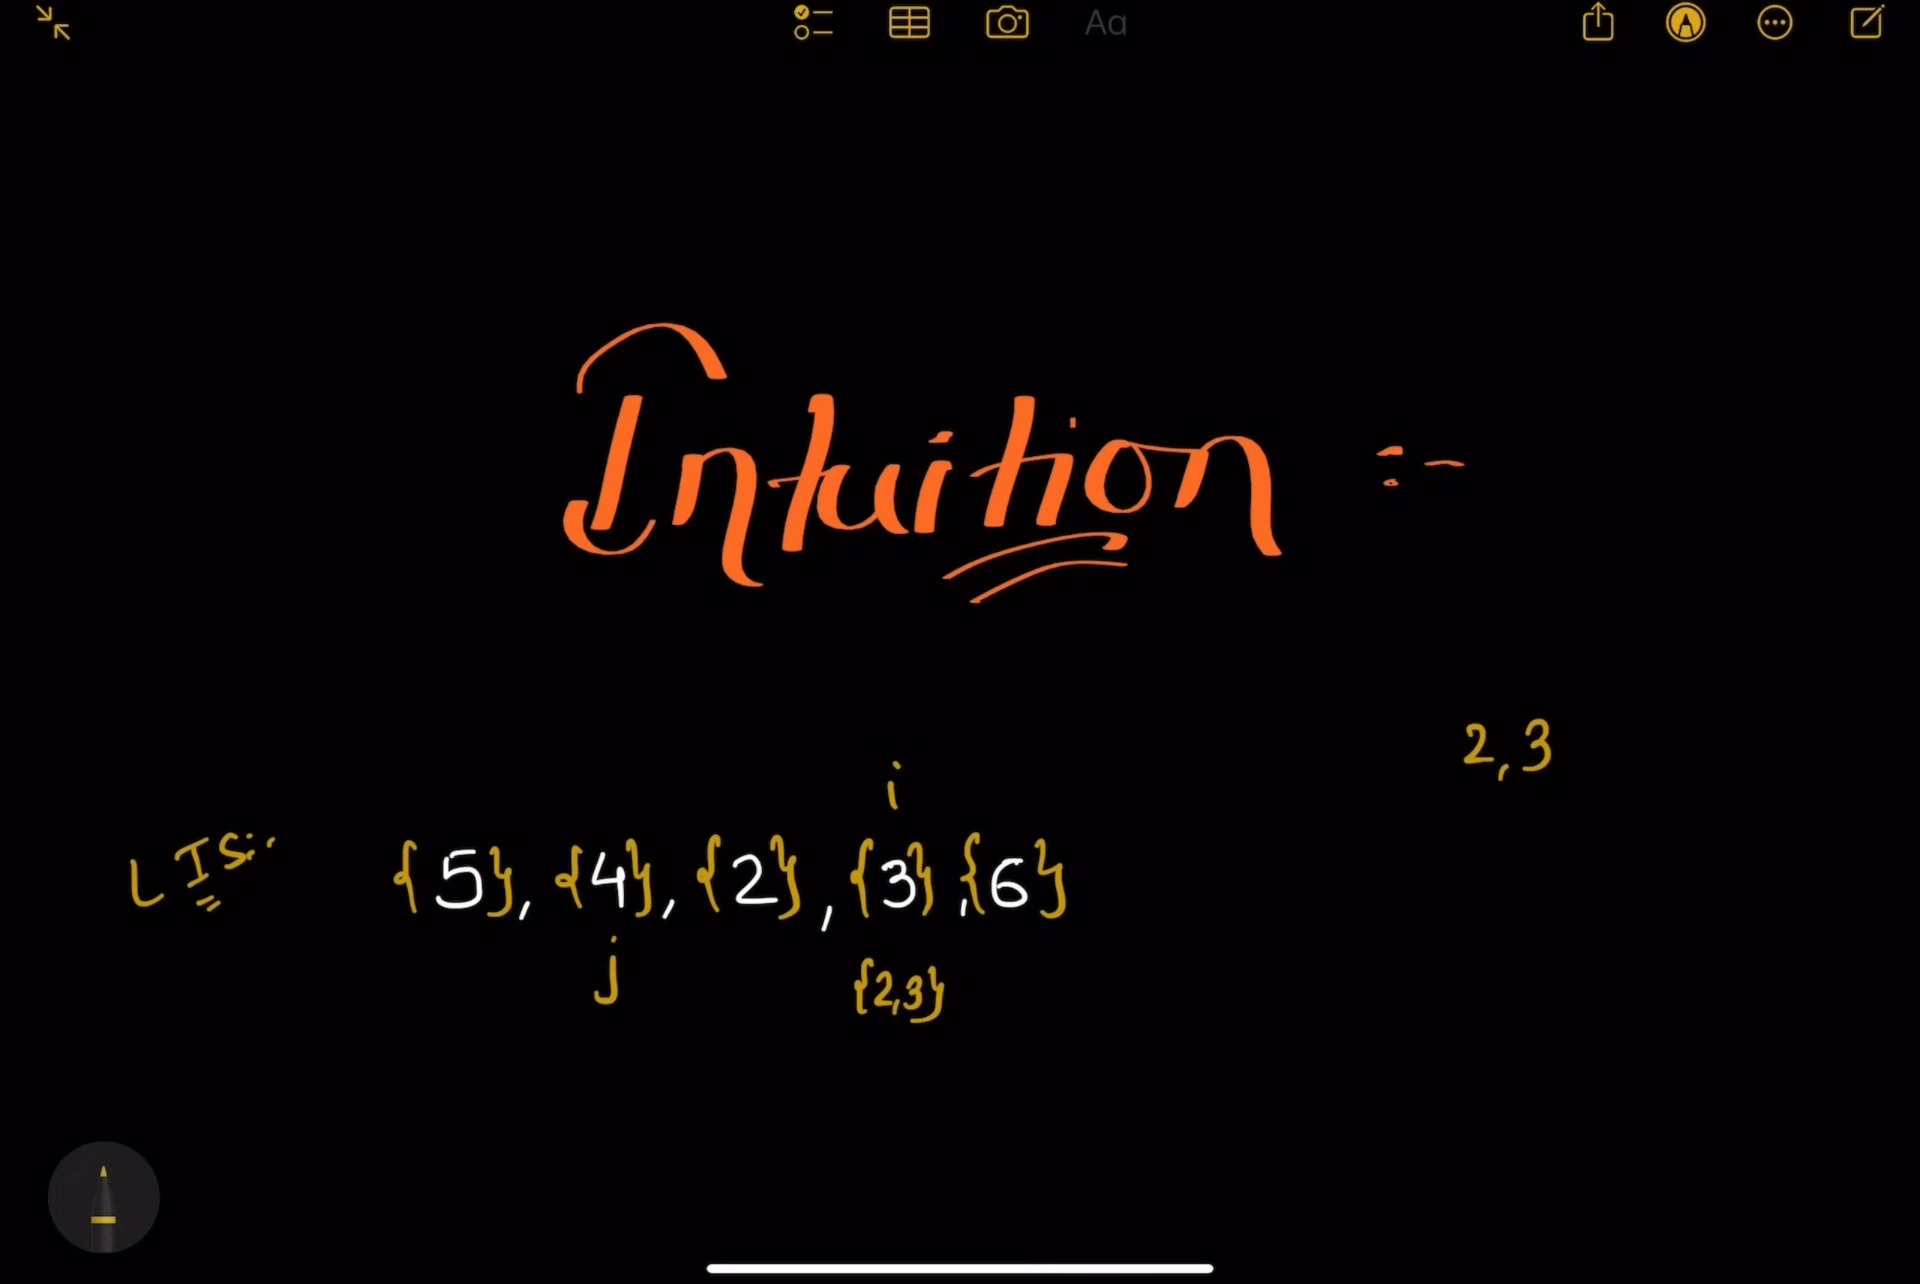 Aa
Intuition :-
2,3
i
LIS:. {5}, {4}, {2}, {3},{6}
j
{2,3}